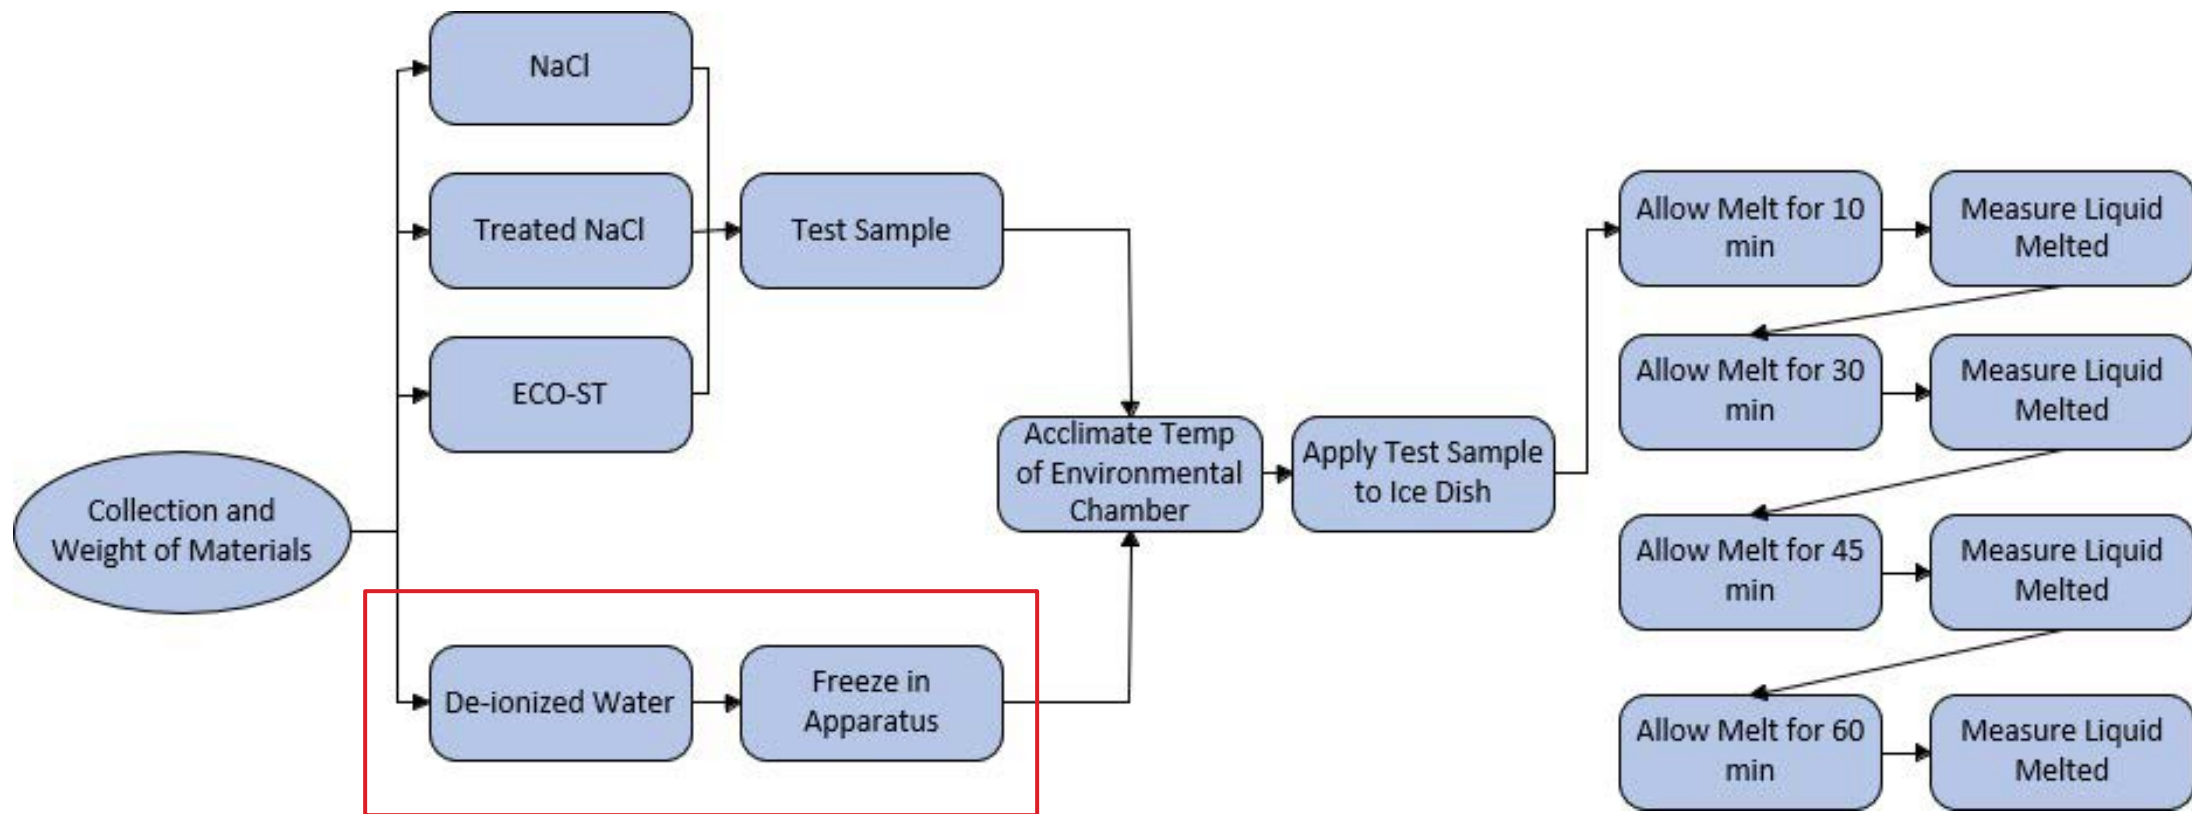 NaCl
Treated NaCl
ECO-ST
Collection and
Weight of Materials
De-ionized Water
Freeze in
Apparatus
Test Sample
Acclimate Temp
of Environmental
Chamber
Apply Test Sample
to Ice Dish
Allow Melt for 10
min
Measure Liquid
Melted
Allow Melt for 30
min
Measure Liquid
Melted
Allow Melt for 45
min
Measure Liquid
Melted
Allow Melt for 60
min
Measure Liquid
Melted